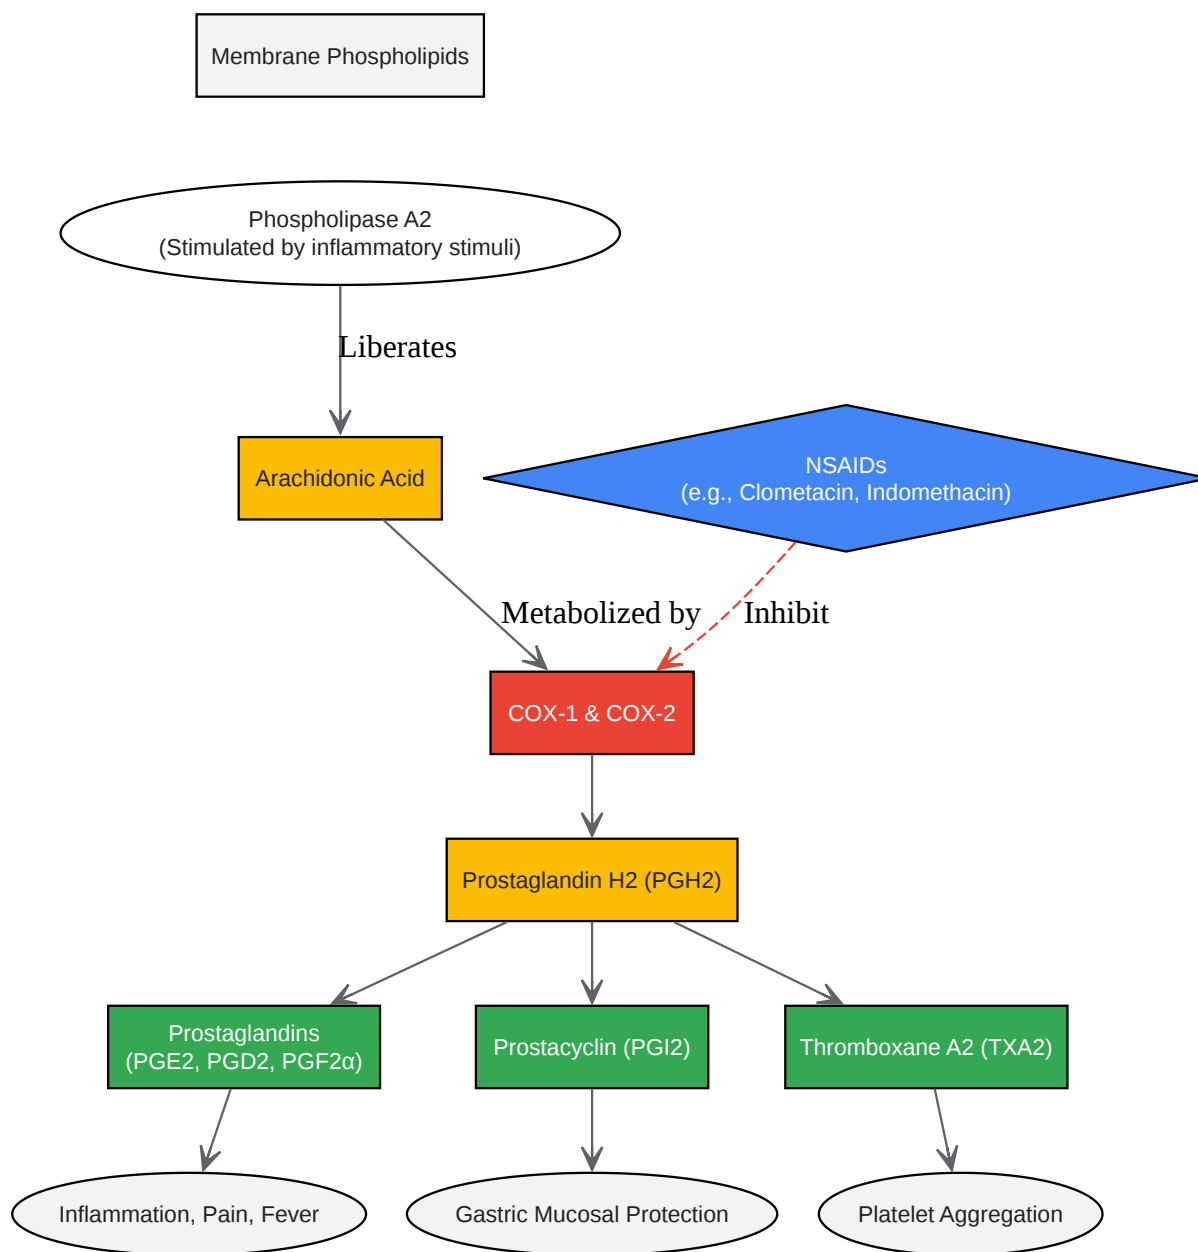 Membrane Phospholipids
Phospholipase A2
(Stimulated by inflammatory stimuli)
Liberates
Arachidonic Acid
NSAIDs
(e.g., Clometacin, Indomethacin)
Metabolized by
Inhibit
COX-1 & COX-2
Prostaglandin H2 (PGH2)
Prostaglandins
(PGE2, PGD2, PGF2α)
Prostacyclin (PGI2)
Thromboxane A2 (TXA2)
Inflammation, Pain, Fever
Gastric Mucosal Protection
Platelet Aggregation